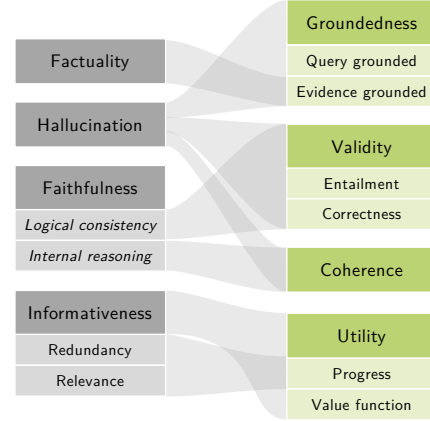 Factuality
Hallucination
Faithfulness
Logical consistency
Internal reasoning
Informativeness
Redundancy
Relevance
Groundedness
Query grounded
Evidence grounded
Validity
Entailment
Correctness
Coherence
Utility
Progress
Value function